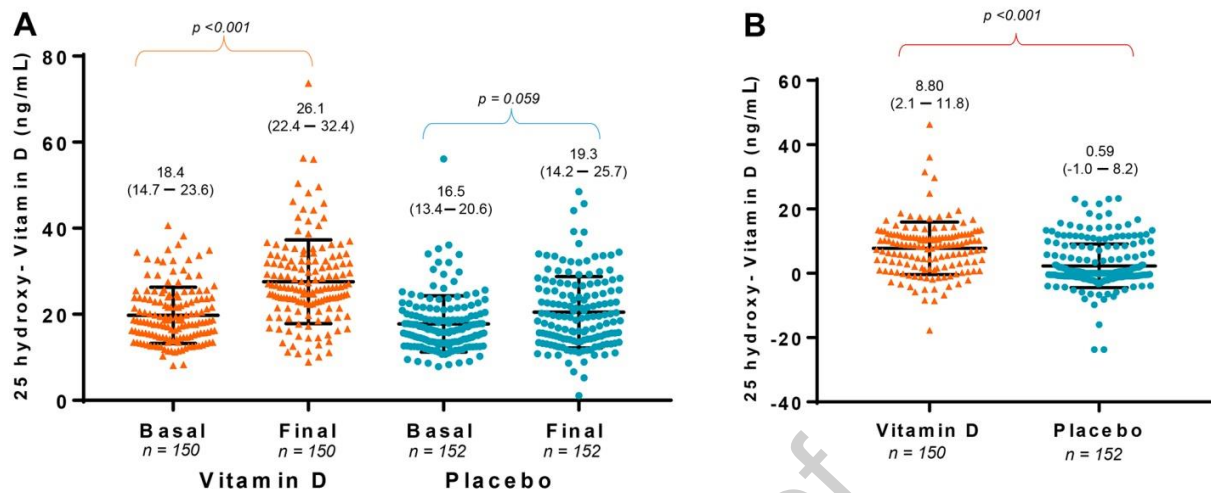 A
p <0.001
25 hydroxy- Vitamin D (ng/mL)
80
60
40
20
0
18.4
(14.7 – 23.6)
26.1
(22.4 – 32.4)
p = 0.059
16.5
(13.4 – 20.6)
19.3
(14.2 – 25.7)
Basal
n = 150
Final
n = 150
Basal
n = 152
Final
n = 152
Vitamin D
Placebo
B
p <0.001
25 hydroxy- Vitamin D (ng/mL)
60
40
20
0
-20
-40
8.80
(2.1 – 11.8)
0.59
(-1.0 – 8.2)
Vitamin D
n = 150
Placebo
n = 152